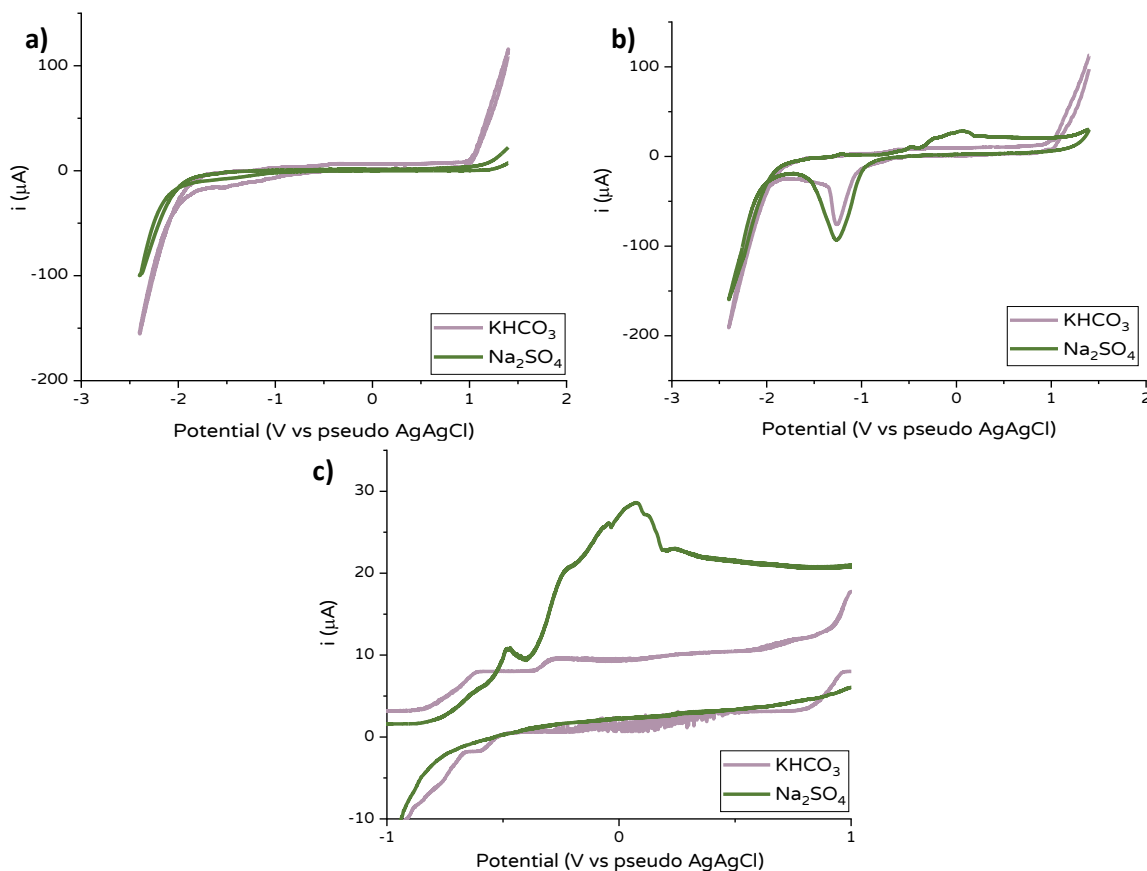 a)
i (μA)
100
0
-100
-200
-3
-2
-1
0
1
2
KHCO₃
Na₂SO₄
Potential (V vs pseudo AgAgCl)
b)
i (μA)
100
0
-100
-200
-3
-2
-1
0
1
2
KHCO₃
Na₂SO₄
Potential (V vs pseudo AgAgCl)
c)
i (μA)
30
20
10
0
-10
-1
0
1
KHCO₃
Na₂SO₄
Potential (V vs pseudo AgAgCl)